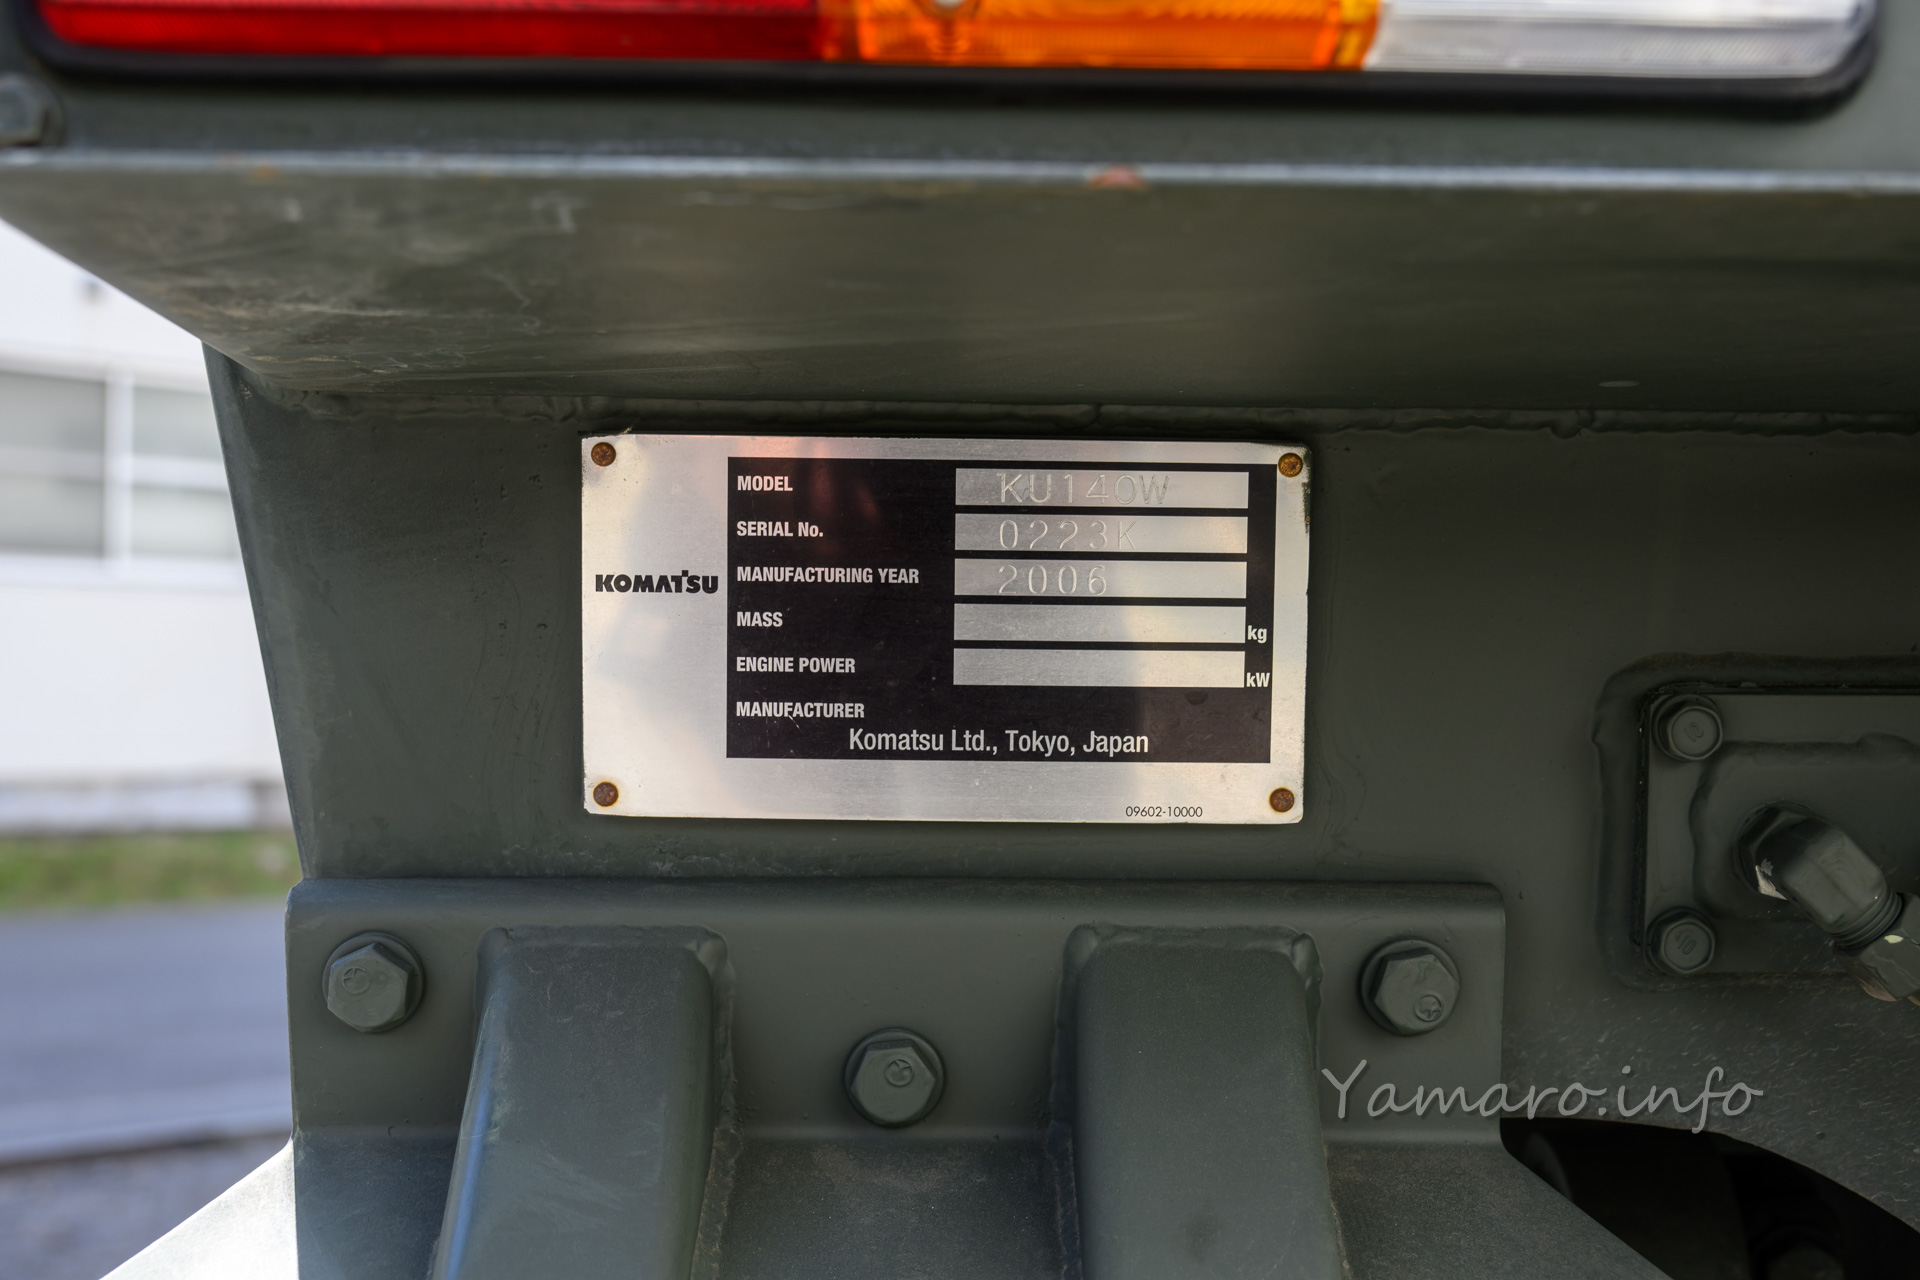 KOMATSU
MODEL KU140W
SERIAL No. 0223K
MANUFACTURING YEAR 2006
MASS kg
ENGINE POWER kW
MANUFACTURER
Komatsu Ltd., Tokyo, Japan
09602-10000
Yamaro.info